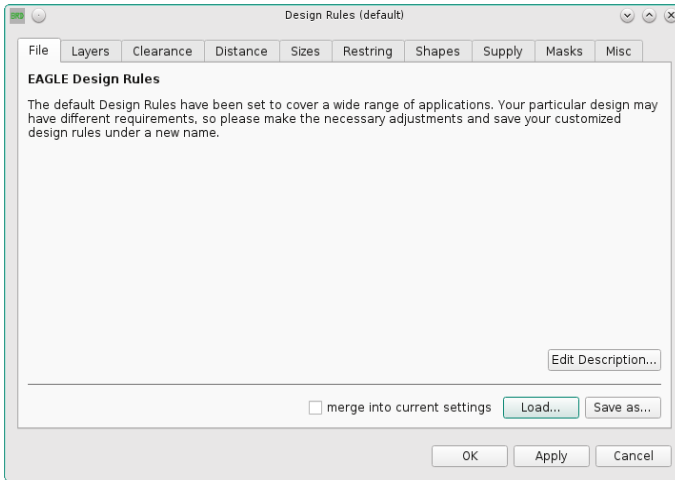 Design Rules (default)
File Layers Clearance Distance Sizes Restring Shapes Supply Masks Misc
EAGLE Design Rules
The default Design Rules have been set to cover a wide range of applications. Your particular design may
have different requirements, so please make the necessary adjustments and save your customized
design rules under a new name.
Edit Description...
merge into current settings Load... Save as...
OK Apply Cancel